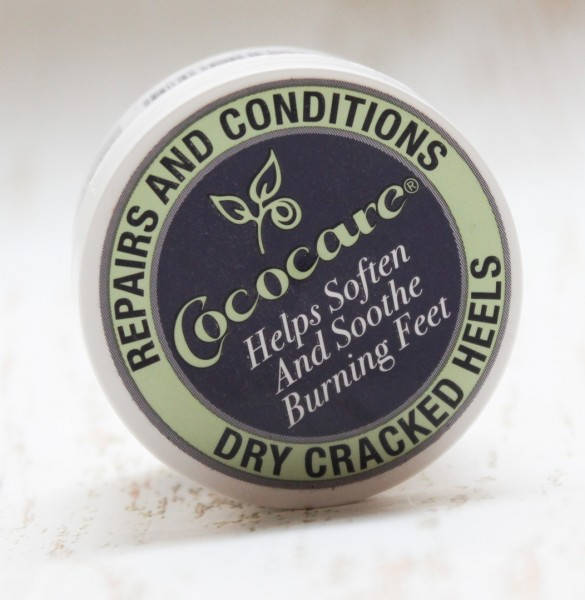 REPAIRS AND CONDITIONS
Cococare®
Helps Soften
And Soothe
Burning Feet
DRY CRACKED HEELS